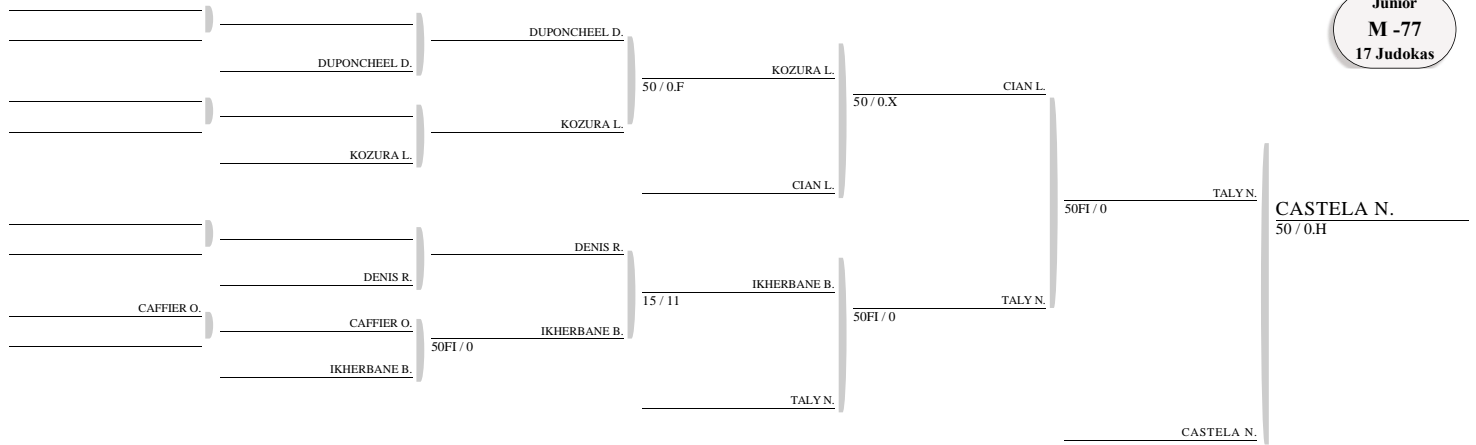 Junior
M -77
17 Judokas
DUPONCHEEL D.
DUPONCHEEL D.
KOZURA L.
50 / 0.F
CIAN L.
50 / 0.X
KOZURA L.
KOZURA L.
CIAN L.
TALY N.
50FI / 0
CASTELA N.
50 / 0.H
DENIS R.
DENIS R.
IKHERBANE B.
15 / 11
TALY N.
50FI / 0
CAFFIER O.
CAFFIER O.
IKHERBANE B.
50FI / 0
IKHERBANE B.
TALY N.
CASTELA N.